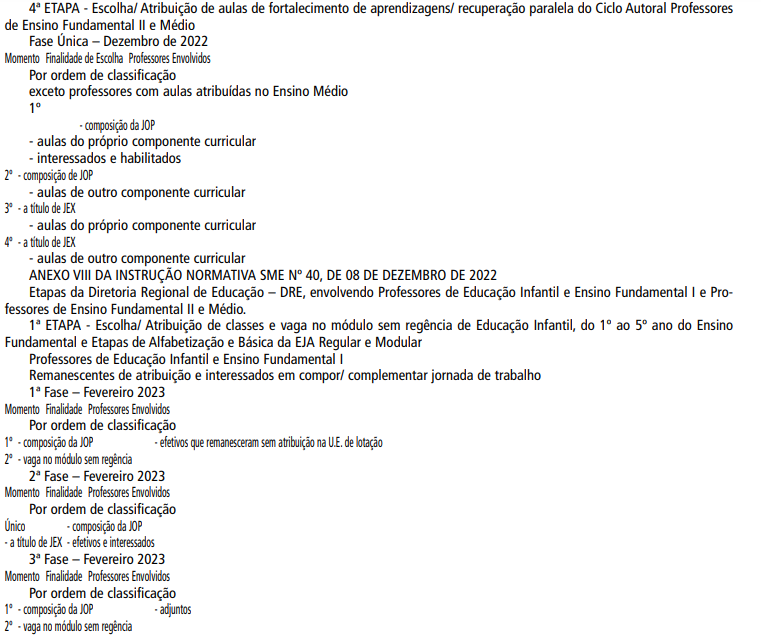 4ª ETAPA - Escolha/ Atribuição de aulas de fortalecimento de aprendizagens/ recuperação paralela do Ciclo Autoral Professores
de Ensino Fundamental II e Médio
Fase Única – Dezembro de 2022
Momento Finalidade de Escolha Professores Envolvidos
Por ordem de classificação
exceto professores com aulas atribuídas no Ensino Médio
1º
- composição da JOP
- aulas do próprio componente curricular
- interessados e habilitados
2º - composição de JOP
- aulas de outro componente curricular
3º - a título de JEX
- aulas do próprio componente curricular
4º - a título de JEX
- aulas de outro componente curricular
ANEXO VIII DA INSTRUÇÃO NORMATIVA SME Nº 40, DE 08 DE DEZEMBRO DE 2022
Etapas da Diretoria Regional de Educação – DRE, envolvendo Professores de Educação Infantil e Ensino Fundamental I e Pro-
fessores de Ensino Fundamental II e Médio.
1ª ETAPA - Escolha/ Atribuição de classes e vaga no módulo sem regência de Educação Infantil, do 1º ao 5º ano do Ensino
Fundamental e Etapas de Alfabetização e Básica da EJA Regular e Modular
Professores de Educação Infantil e Ensino Fundamental I
Remanescentes de atribuição e interessados em compor/ complementar jornada de trabalho
1ª Fase – Fevereiro 2023
Momento Finalidade Professores Envolvidos
Por ordem de classificação
1º - composição da JOP - efetivos que remanesceram sem atribuição na U.E. de lotação
2º - vaga no módulo sem regência
2ª Fase – Fevereiro 2023
Momento Finalidade Professores Envolvidos
Por ordem de classificação
Único - composição da JOP
- a título de JEX - efetivos e interessados
3ª Fase – Fevereiro 2023
Momento Finalidade Professores Envolvidos
Por ordem de classificação
1º - composição da JOP - adjuntos
2º - vaga no módulo sem regência